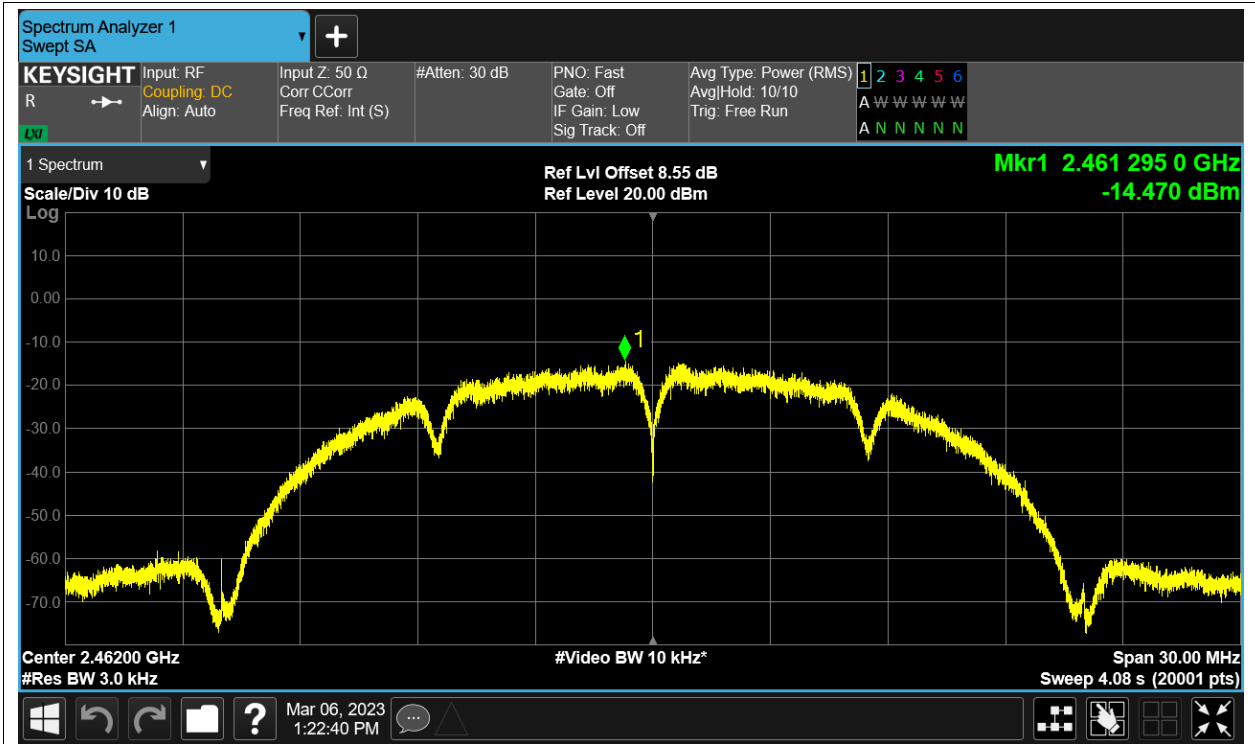 Spectrum Analyzer 1
Swept SA
KEYSIGHT
R
LXI
Input: RF
Coupling: DC
Align: Auto
Input Z: 50 Ω
Corr CCorr
Freq Ref: Int (S)
#Atten: 30 dB
PNO: Fast
Gate: Off
IF Gain: Low
Sig Track: Off
Avg Type: Power (RMS)
Avg|Hold: 10/10
Trig: Free Run
1 2 3 4 5 6
A W W W W W
A N N N N N
1 Spectrum
Scale/Div 10 dB
Log
Ref Lvl Offset 8.55 dB
Ref Level 20.00 dBm
Mkr1 2.461 295 0 GHz
-14.470 dBm
10.0
0.00
-10.0
-20.0
-30.0
-40.0
-50.0
-60.0
-70.0
1
Center 2.46200 GHz
#Res BW 3.0 kHz
#Video BW 10 kHz*
Span 30.00 MHz
Sweep 4.08 s (20001 pts)
?
Mar 06, 2023
1:22:40 PM